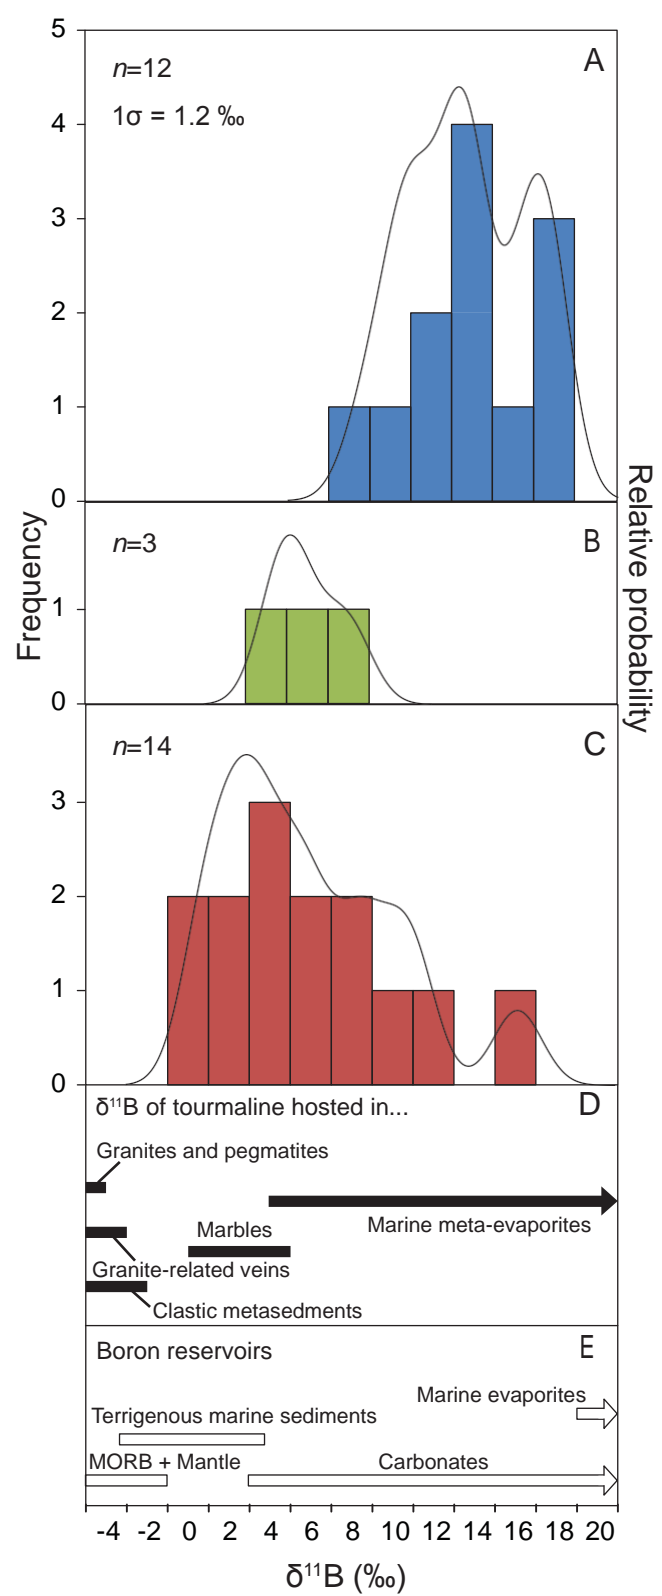 5
A
n=12
1σ = 1.2 ‰
4
3
2
1
0
B
n=3
1
0
C
n=14
3
2
1
0
Frequency
Relative probability
δ¹¹B of tourmaline hosted in...
D
Granites and pegmatites
Marbles
Marine meta-evaporites
Granite-related veins
Clastic metasedments
Boron reservoirs
E
Marine evaporites
Terrigenous marine sediments
MORB + Mantle
Carbonates
-4 -2 0 2 4 6 8 10 12 14 16 20
δ¹¹B (‰)